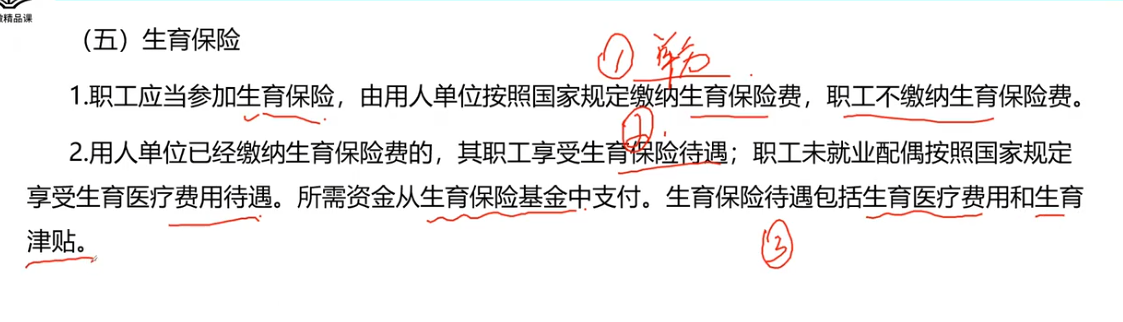 精品课
（五）生育保险
① 单位
1.职工应当参加生育保险，由用人单位按照国家规定缴纳生育保险费，职工不缴纳生育保险费。
②
2.用人单位已经缴纳生育保险费的，其职工享受生育保险待遇；职工未就业配偶按照国家规定
享受生育医疗费用待遇。所需资金从生育保险基金中支付。生育保险待遇包括生育医疗费用和生育
津贴。
③